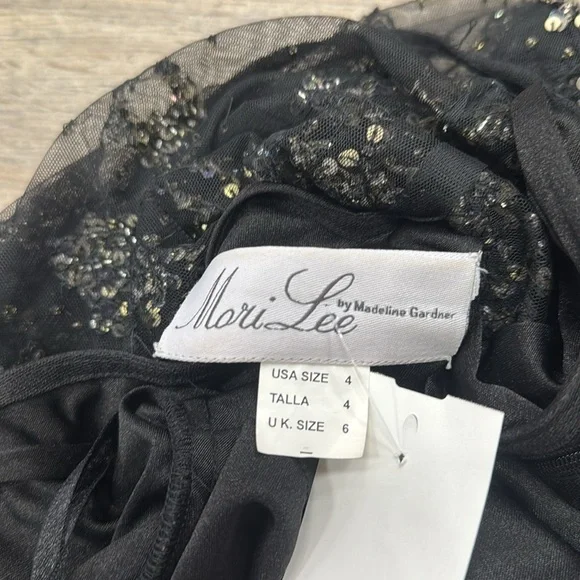 Mori Lee
by Madeline Gardner
USA SIZE 4
TALLA 4
U K. SIZE 6